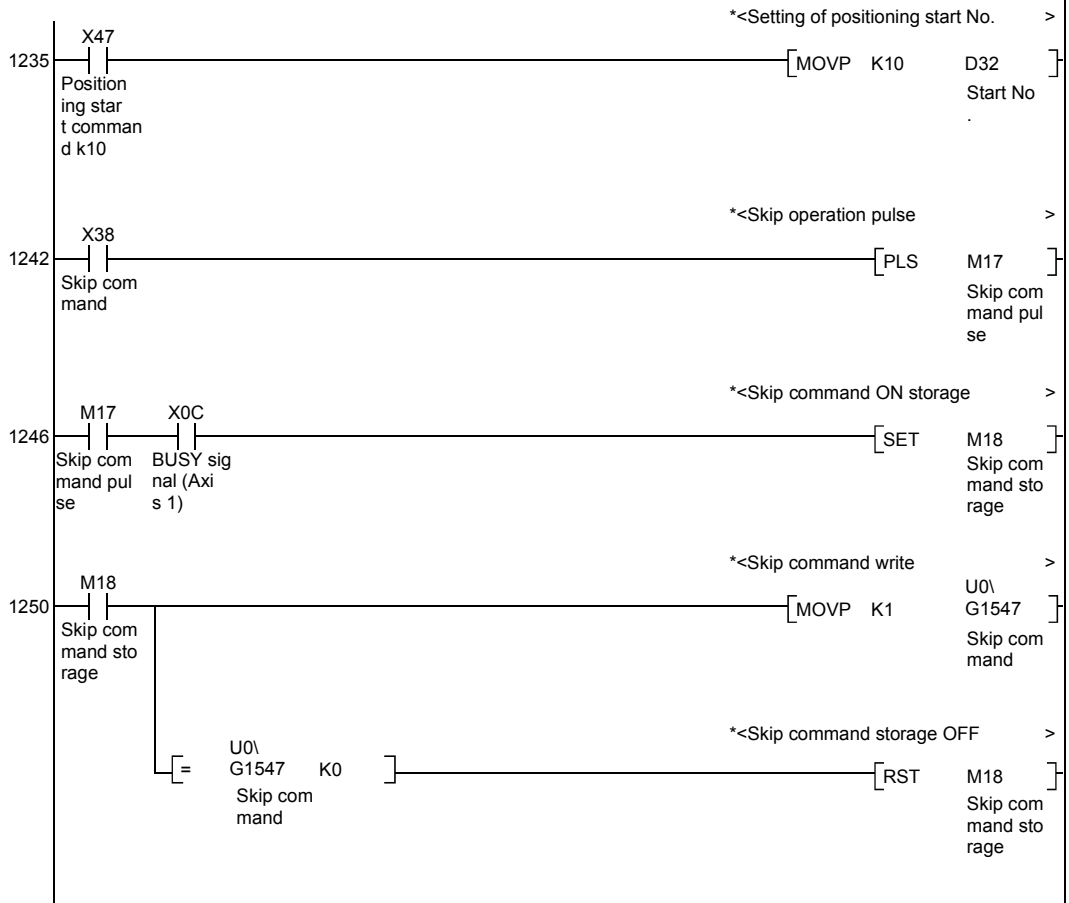 *<Setting of positioning start No. >
X47
1235
MOVP K10 D32
Position
ing star
t comman
d k10
Start No
.
*<Skip operation pulse >
X38
1242
PLS M17
Skip com
mand
Skip com
mand pul
se
*<Skip command ON storage >
M17 X0C
1246
SET M18
Skip com
mand pul
se
BUSY sig
nal (Axi
s 1)
Skip com
mand sto
rage
*<Skip command write >
M18
1250
MOVP K1 U0\
G1547
Skip com
mand sto
rage
Skip com
mand
*<Skip command storage OFF >
= U0\
G1547 K0
Skip com
mand
RST M18
Skip com
mand sto
rage